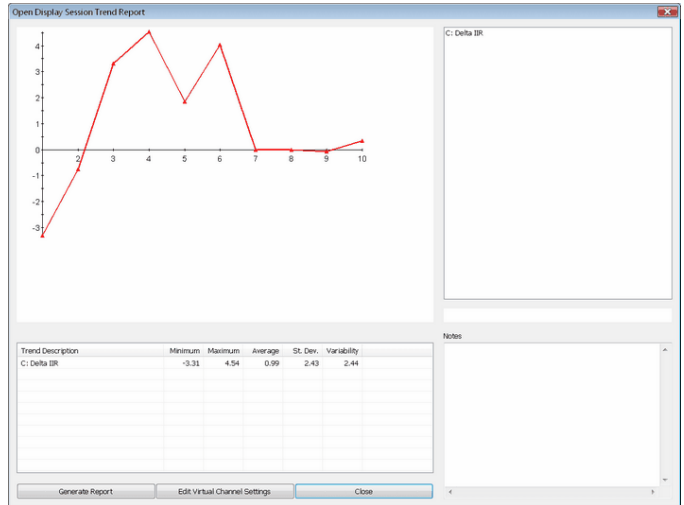 Open Display Session Trend Report
C: Delta IIR
4
3
2
1
0
2 3 4 5 6 7 8 9 10
-1
-2
-3
Notes
Trend Description Minimum Maximum Average St. Dev. Variability
C: Delta IIR -3.31 4.54 0.99 2.43 2.44
Generate Report Edit Virtual Channel Settings Close